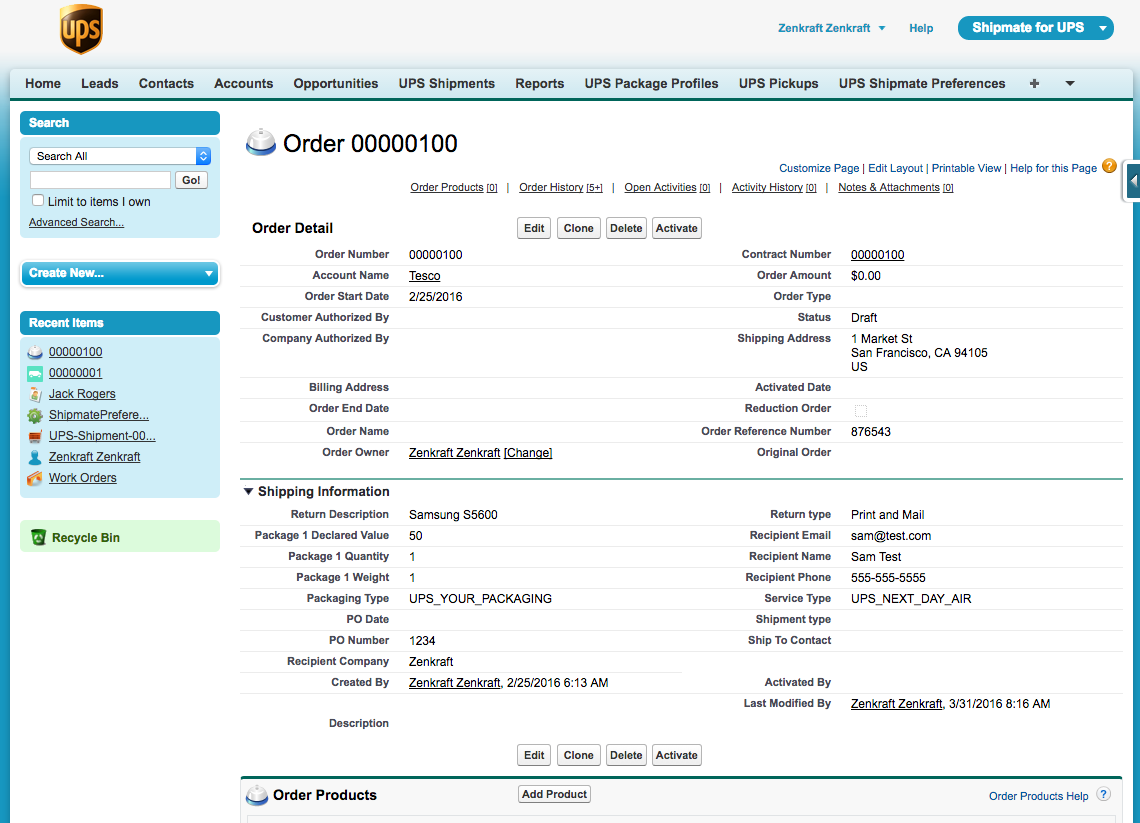 ups
Zenkraft Zenkraft Help Shipmate for UPS
Home Leads Contacts Accounts Opportunities UPS Shipments Reports UPS Package Profiles UPS Pickups UPS Shipmate Preferences +
Search
Search All
Go!
Limit to items I own
Advanced Search...
Create New...
Recent Items
00000100
00000001
Jack Rogers
ShipmatePrefere...
UPS-Shipment-00...
Zenkraft Zenkraft
Work Orders
Recycle Bin
Order 00000100
Customize Page | Edit Layout | Printable View | Help for this Page ?
Order Products [0] | Order History [5+] | Open Activities [0] | Activity History [0] | Notes & Attachments [0]
Order Detail Edit Clone Delete Activate
Order Number 00000100 Contract Number 00000100
Account Name Tesco Order Amount $0.00
Order Start Date 2/25/2016 Order Type
Customer Authorized By Status Draft
Company Authorized By Shipping Address 1 Market St
San Francisco, CA 94105
US
Billing Address Activated Date
Order End Date Reduction Order
Order Name Order Reference Number 876543
Order Owner Zenkraft Zenkraft [Change] Original Order
Shipping Information
Return Description Samsung S5600 Return type Print and Mail
Package 1 Declared Value 50 Recipient Email sam@test.com
Package 1 Quantity 1 Recipient Name Sam Test
Package 1 Weight 1 Recipient Phone 555-555-5555
Packaging Type UPS_YOUR_PACKAGING Service Type UPS_NEXT_DAY_AIR
PO Date Shipment type
PO Number 1234 Ship To Contact
Recipient Company Zenkraft
Created By Zenkraft Zenkraft, 2/25/2016 6:13 AM Activated By
Last Modified By Zenkraft Zenkraft, 3/31/2016 8:16 AM
Description
Edit Clone Delete Activate
Order Products Add Product Order Products Help ?